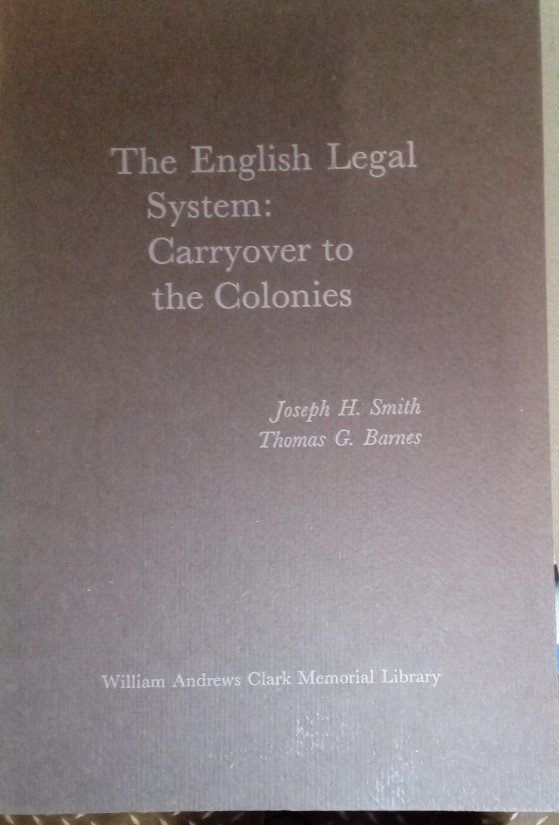 The English Legal
System:
Carryover to
the Colonies
Joseph H. Smith
Thomas G. Barnes
William Andrews Clark Memorial Library